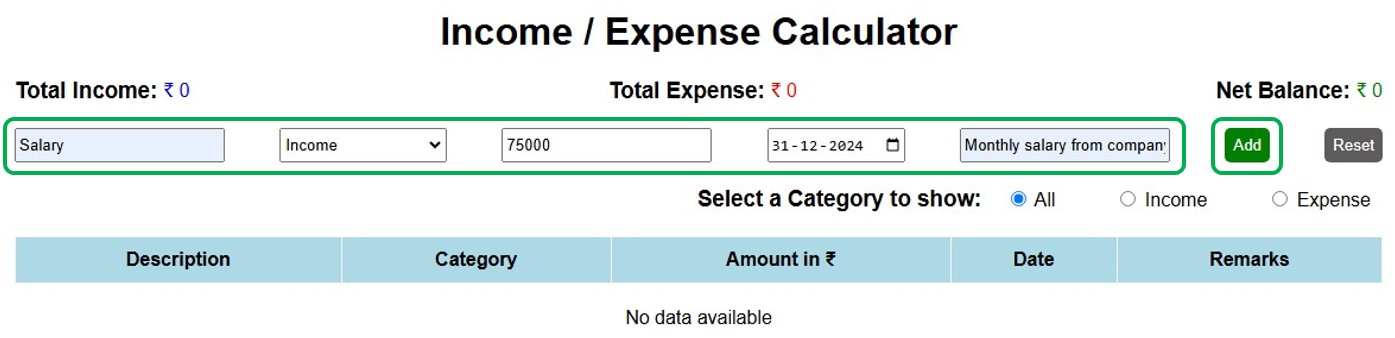 Income / Expense Calculator
Total Income: ₹ 0 Total Expense: ₹ 0 Net Balance: ₹ 0
Salary Income 75000 31-12-2024 Monthly salary from company Add Reset
Select a Category to show: All Income Expense
Description Category Amount in ₹ Date Remarks
No data available